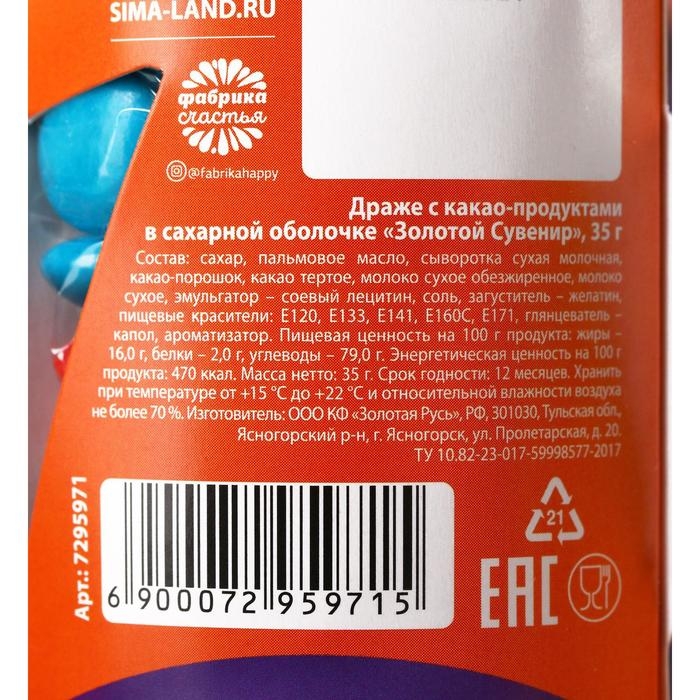 SIMA-LAND.RU
фабрика
счастья
@fabrikahappy
Драже с какао-продуктами
в сахарной оболочке «Золотой Сувенир», 35 г
Состав: сахар, пальмовое масло, сыворотка сухая молочная,
какао-порошок, какао тертое, молоко сухое обезжиренное, молоко
сухое, эмульгатор – соевый лецитин, соль, загуститель – желатин,
пищевые красители: Е120, Е133, Е141, Е160С, Е171, глянцеватель –
капол, ароматизатор. Пищевая ценность на 100 г продукта: жиры –
16,0 г, белки – 2,0 г, углеводы – 79,0 г. Энергетическая ценность на 100 г
продукта: 470 ккал. Масса нетто: 35 г. Срок годности: 12 месяцев. Хранить
при температуре от +15 °С до +22 °С и относительной влажности воздуха
не более 70 %. Изготовитель: ООО КФ «Золотая Русь», РФ, 301030, Тульская обл.,
Ясногорский р-н, г. Ясногорск, ул. Пролетарская, д. 20.
ТУ 10.82-23-017-59998577-2017
Арт.: 7295971
6 900072 959715
21
EAC